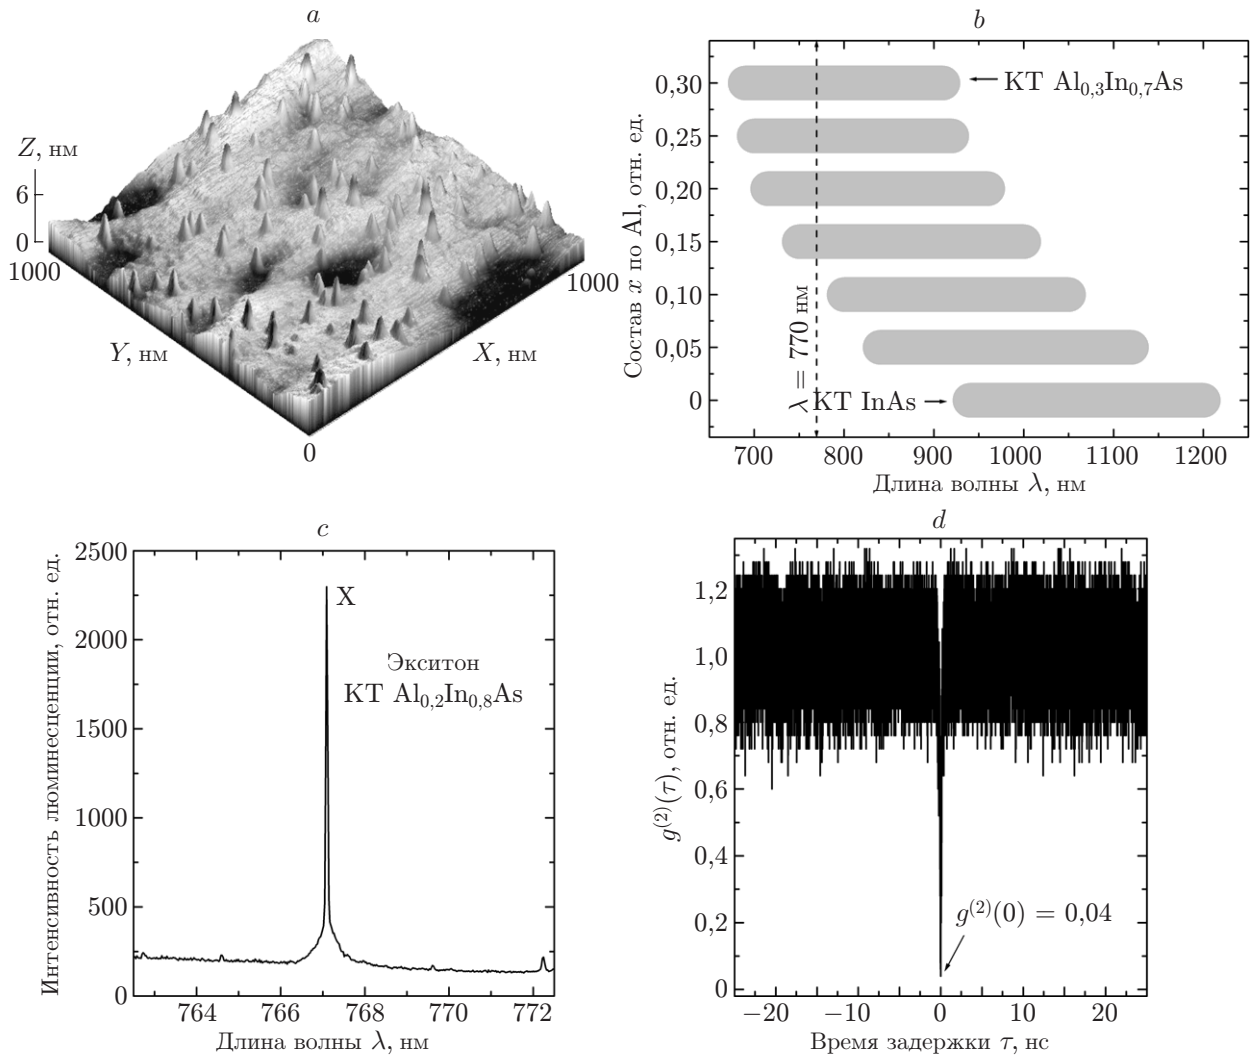 a
Z, нм
6
0
1000
Y, нм
X, нм
1000
0
b
Состав x по Al, отн. ед.
0,30
0,25
0,20
0,15
0,10
0,05
0
КТ Al0,3In0,7As
λ = 770 нм
КТ InAs
700 800 900 1000 1100 1200
Длина волны λ, нм
c
Интенсивность люминесценции, отн. ед.
2500
2000
1500
1000
500
0
X
Экситон
КТ Al0,2In0,8As
764 766 768 770 772
Длина волны λ, нм
d
g(2)(τ), отн. ед.
1,2
1,0
0,8
0,6
0,4
0,2
0
g(2)(0) = 0,04
−20 −10 0 10 20
Время задержки τ, нс